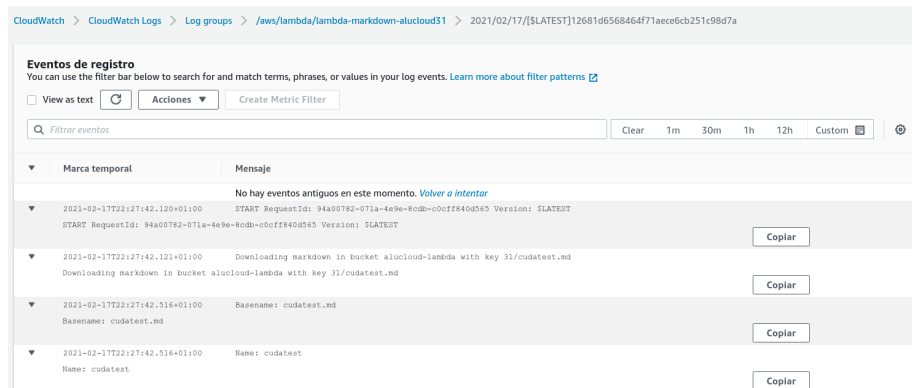 CloudWatch > CloudWatch Logs > Log groups > /aws/lambda/lambda-markdown-alucloud31 > 2021/02/17/[$LATEST]12681d6568464f71aece6cb251c98d7a
Eventos de registro
You can use the filter bar below to search for and match terms, phrases, or values in your log events. Learn more about filter patterns
View as text Acciones ▼ Create Metric Filter
Filtrar eventos Clear 1m 30m 1h 12h Custom
▼ Marca temporal Mensaje
No hay eventos antiguos en este momento. Volver a intentar
▼ 2021-02-17T22:27:42.120+01:00 START RequestId: 94a00782-071a-4e9e-8cdb-c0cff840d565 Version: $LATEST
START RequestId: 94a00782-071a-4e9e-8cdb-c0cff840d565 Version: $LATEST
Copiar
▼ 2021-02-17T22:27:42.121+01:00 Downloading markdown in bucket alucloud-lambda with key 31/cudatest.md
Downloading markdown in bucket alucloud-lambda with key 31/cudatest.md
Copiar
▼ 2021-02-17T22:27:42.516+01:00 Basename: cudatest.md
Basename: cudatest.md
Copiar
▼ 2021-02-17T22:27:42.516+01:00 Name: cudatest
Name: cudatest
Copiar